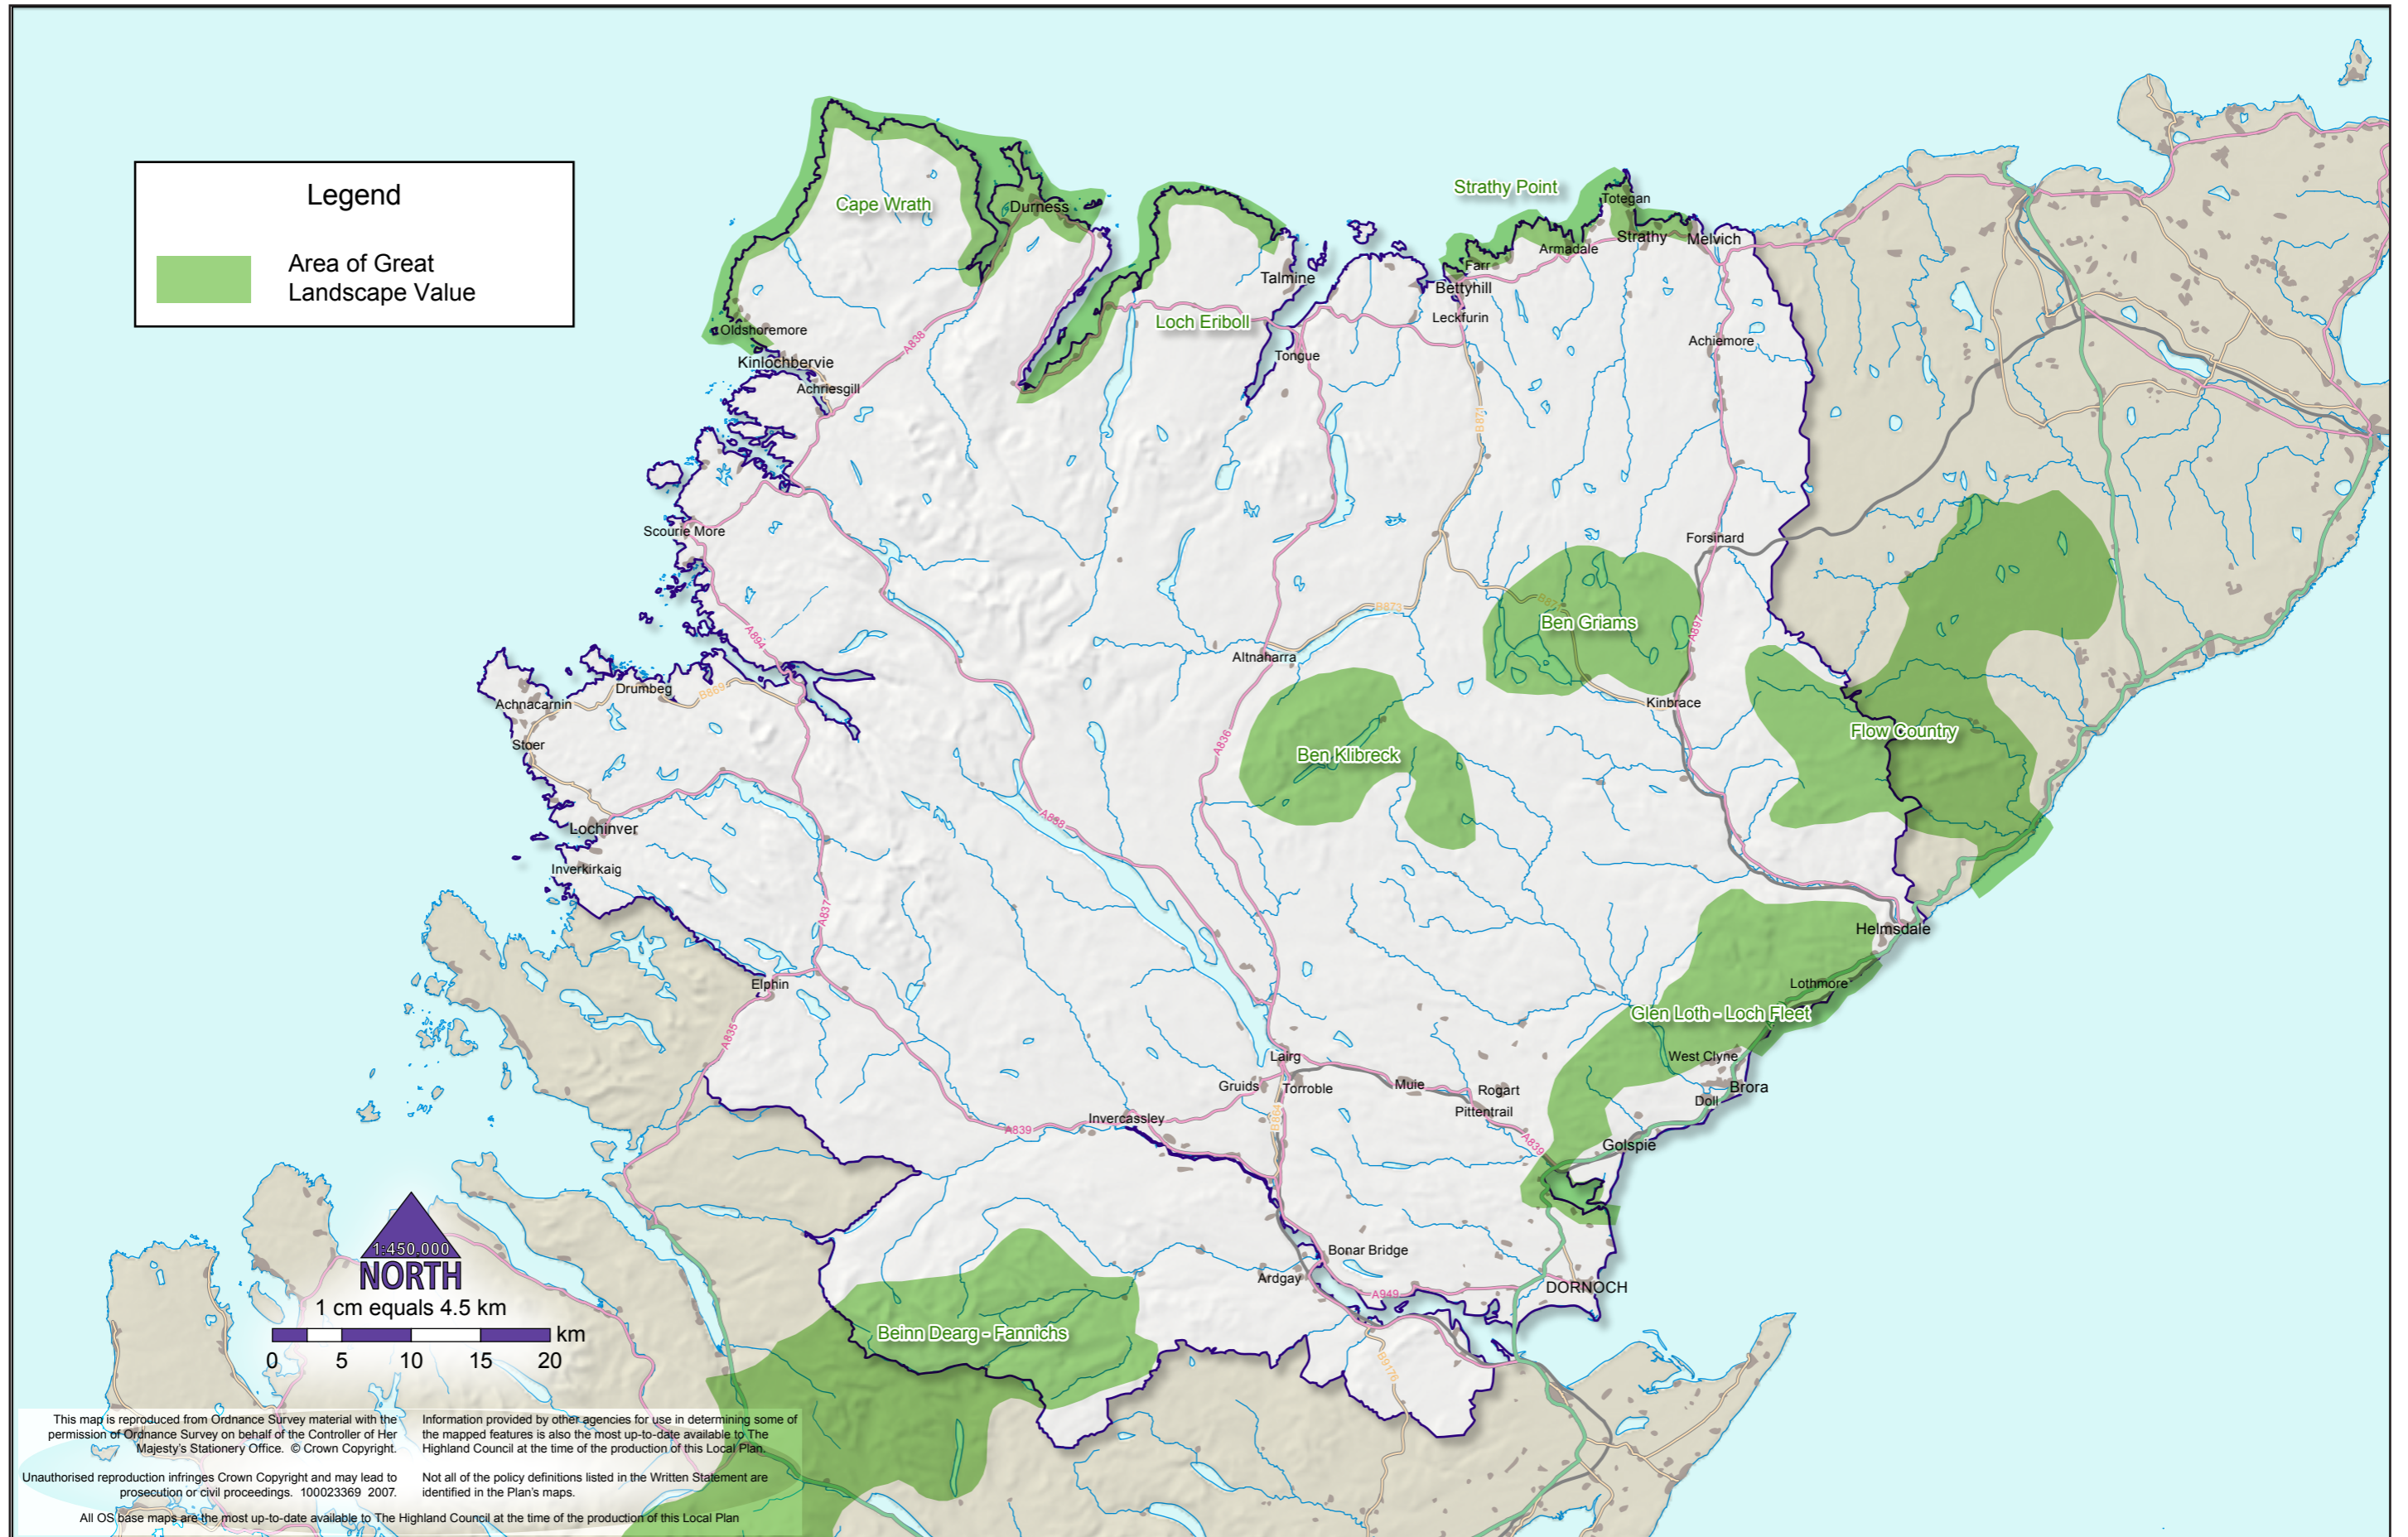 Legend
Area of Great
Landscape Value
Cape Wrath
Durness
Strathy Point
Totegan
Strathy
Melvich
Armadale
Farr
Bettyhill
Leckfurin
Talmine
Loch Eriboll
Tongue
Achiemore
Oldshoremore
Kinlochbervie
Achriesgill
A838
B871
Scourie More
Forsinard
A894
B873
B871
Ben Griams
A897
Altnaharra
Kinbrace
Drumbeg
B869
Achnacarnin
Stoer
A836
Ben Klibreck
Flow Country
Lochinver
A838
Inverkirkaig
A837
Helmsdale
Elphin
Lothmore
Glen Loth - Loch Fleet
A835
Lairg
West Clyne
Gruids
Torroble
Muie
Rogart
Brora
Doll
Pittentrail
Invercassley
A839
B864
A839
Golspie
Bonar Bridge
Ardgay
DORNOCH
A949
Beinn Dearg - Fannichs
B9176
1:450,000
NORTH
1 cm equals 4.5 km
km
0 5 10 15 20
This map is reproduced from Ordnance Survey material with the
permission of Ordnance Survey on behalf of the Controller of Her
Majesty's Stationery Office. © Crown Copyright.
Unauthorised reproduction infringes Crown Copyright and may lead to
prosecution or civil proceedings. 100023369 2007.
Information provided by other agencies for use in determining some of
the mapped features is also the most up-to-date available to The
Highland Council at the time of the production of this Local Plan.
Not all of the policy definitions listed in the Written Statement are
identified in the Plan's maps.
All OS base maps are the most up-to-date available to The Highland Council at the time of the production of this Local Plan